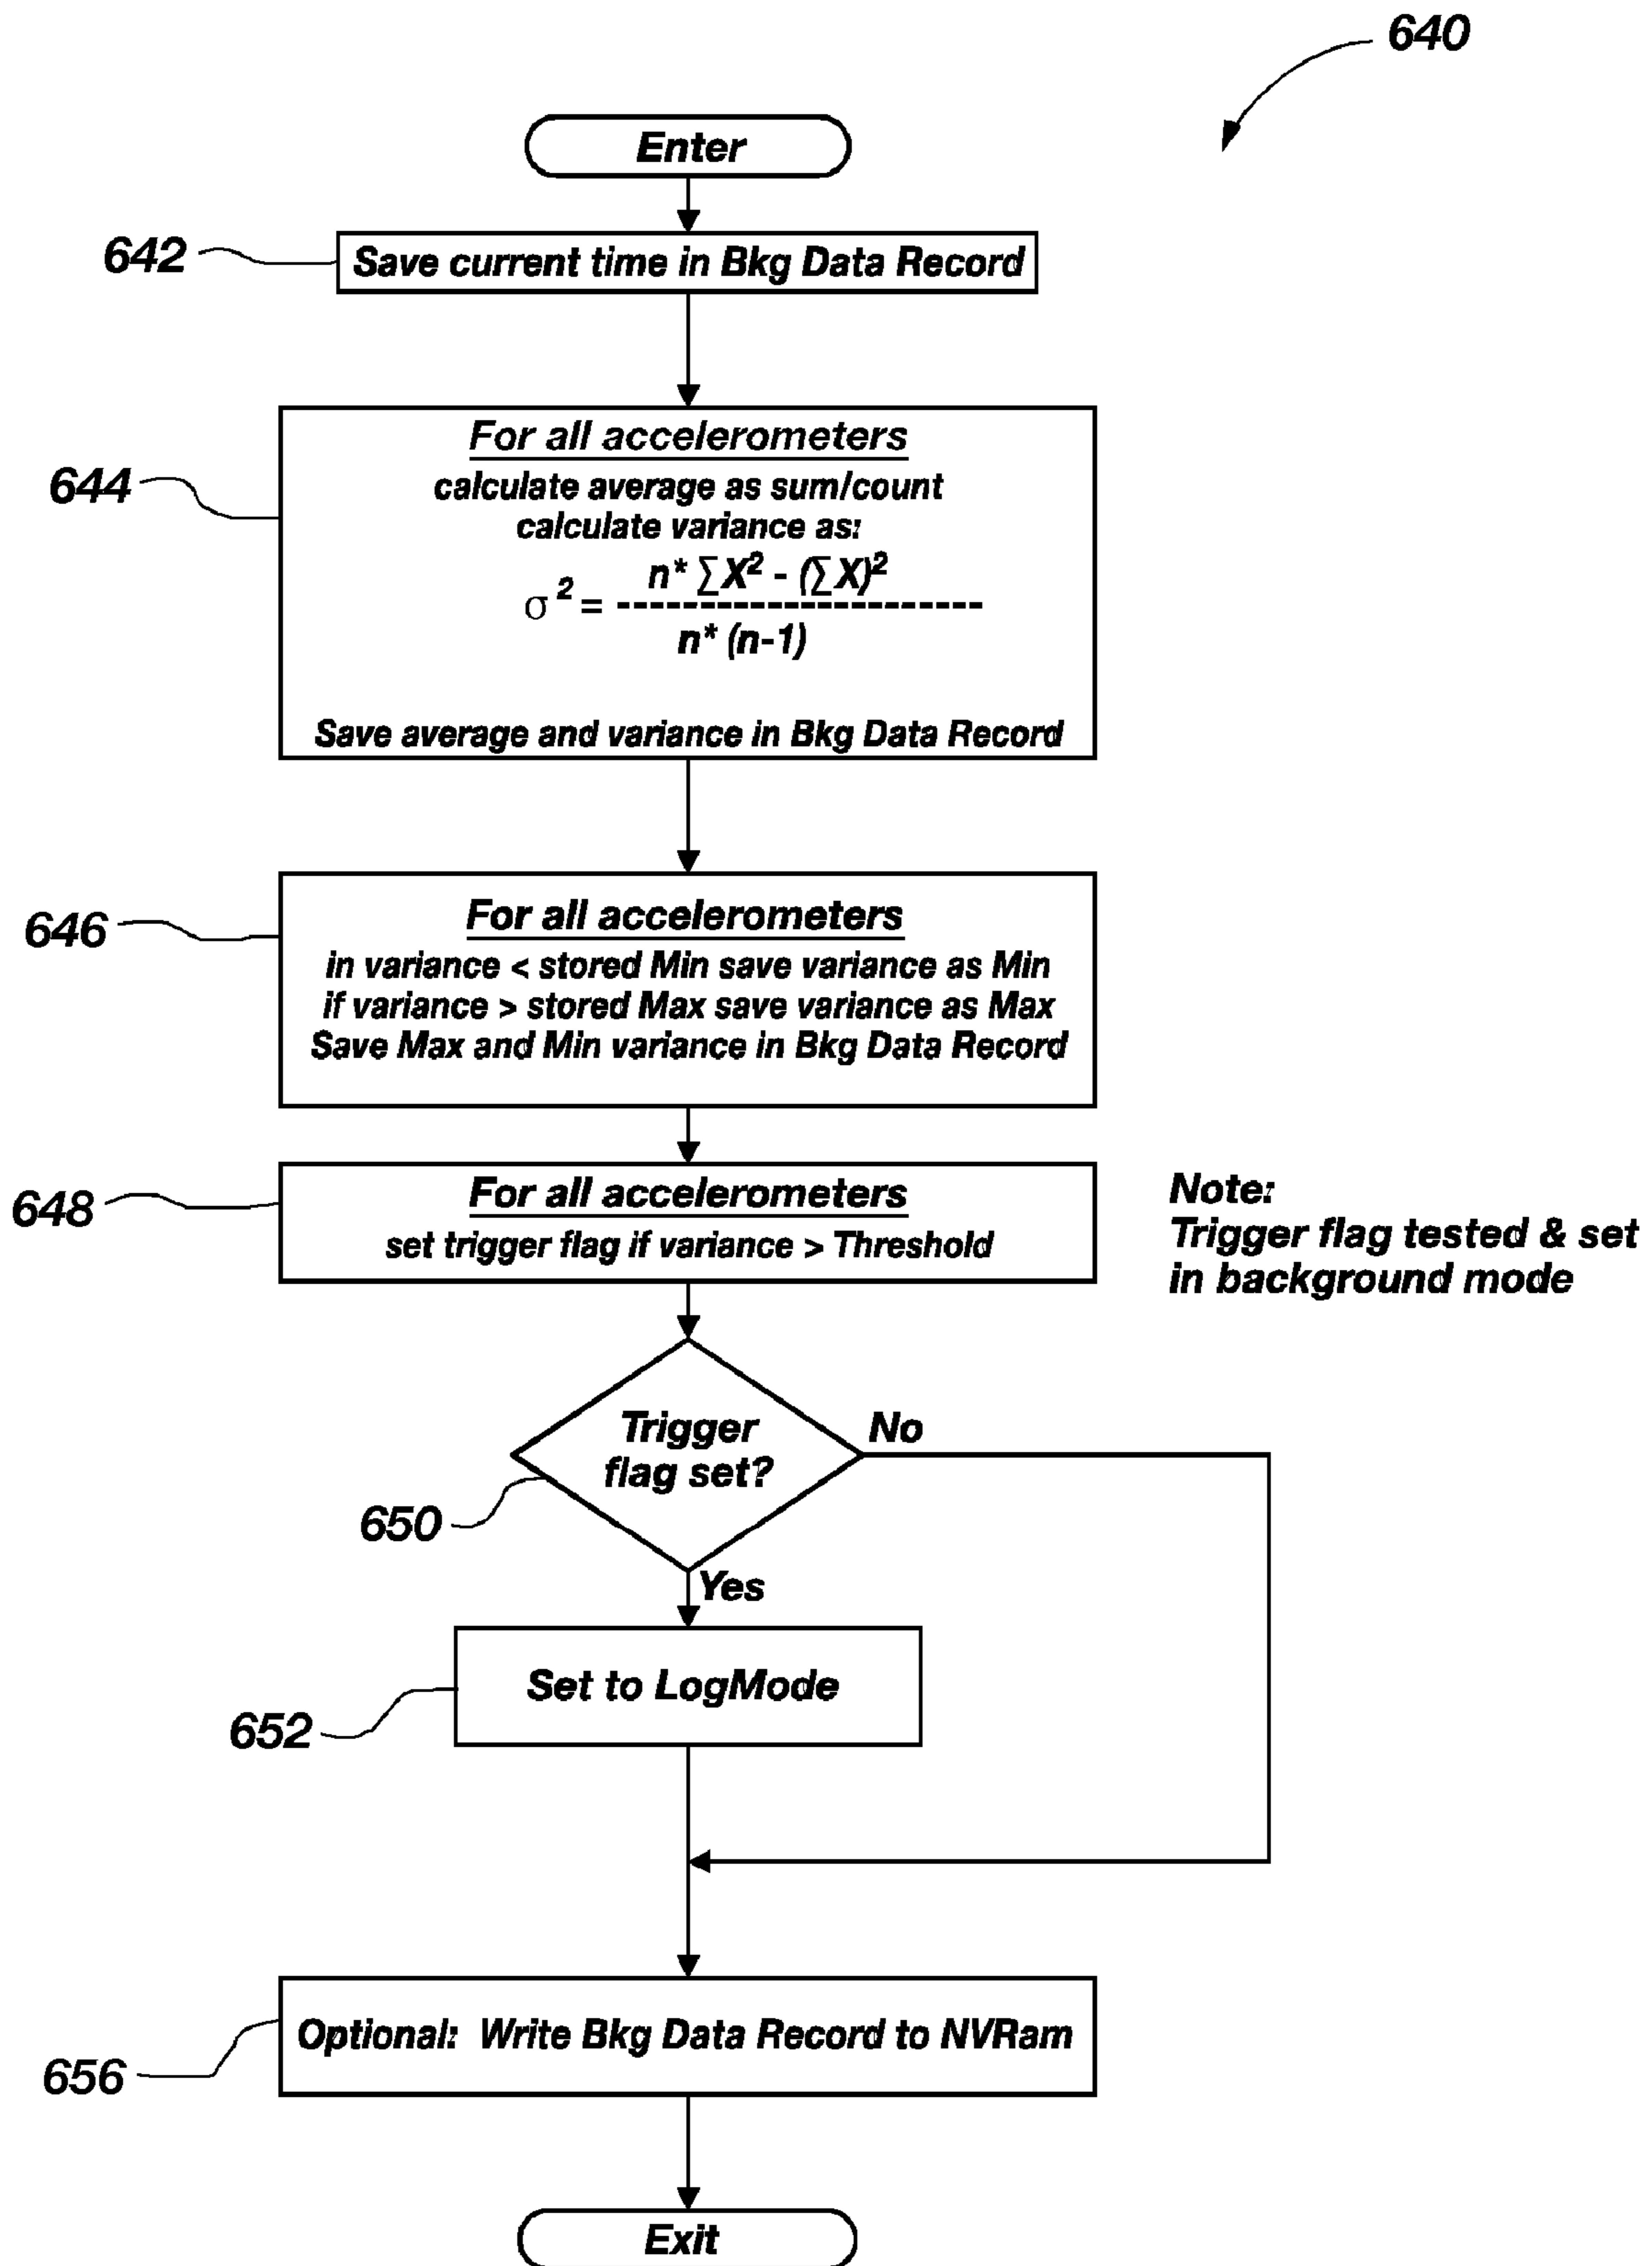 640
Enter
642
Save current time in Bkg Data Record
644
For all accelerometers
calculate average as sum/count
calculate variance as:
σ² = n* ∑X² - (∑X)²
-----------------------
n* (n-1)
Save average and variance in Bkg Data Record
646
For all accelerometers
in variance < stored Min save variance as Min
if variance > stored Max save variance as Max
Save Max and Min variance in Bkg Data Record
648
For all accelerometers
set trigger flag if variance > Threshold
Note:
Trigger flag tested & set
in background mode
Trigger
flag set?
No
650
Yes
Set to LogMode
652
Optional: Write Bkg Data Record to NVRam
656
Exit